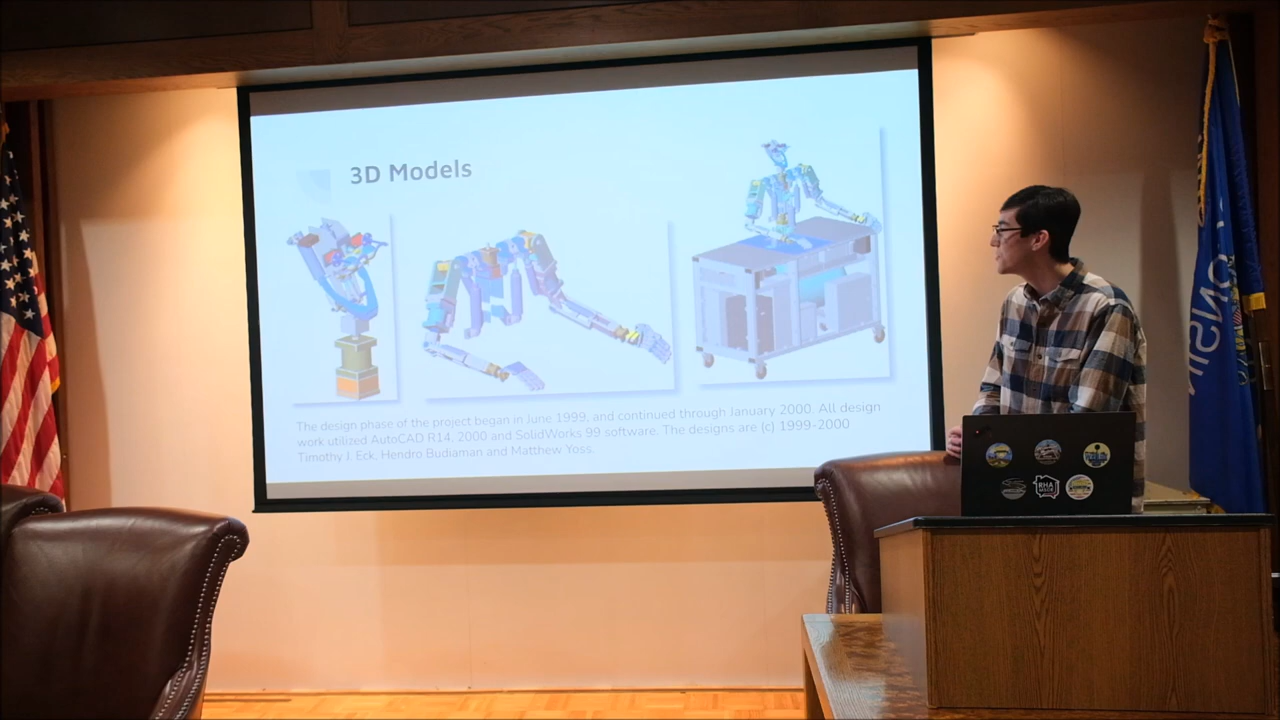 3D Models
The design phase of the project began in June 1999, and continued through January 2000. All design
work utilized AutoCAD R14, 2000 and SolidWorks 99 software. The designs are (c) 1999-2000
Timothy J. Eck, Hendro Budiaman and Matthew Yoss.
RHA